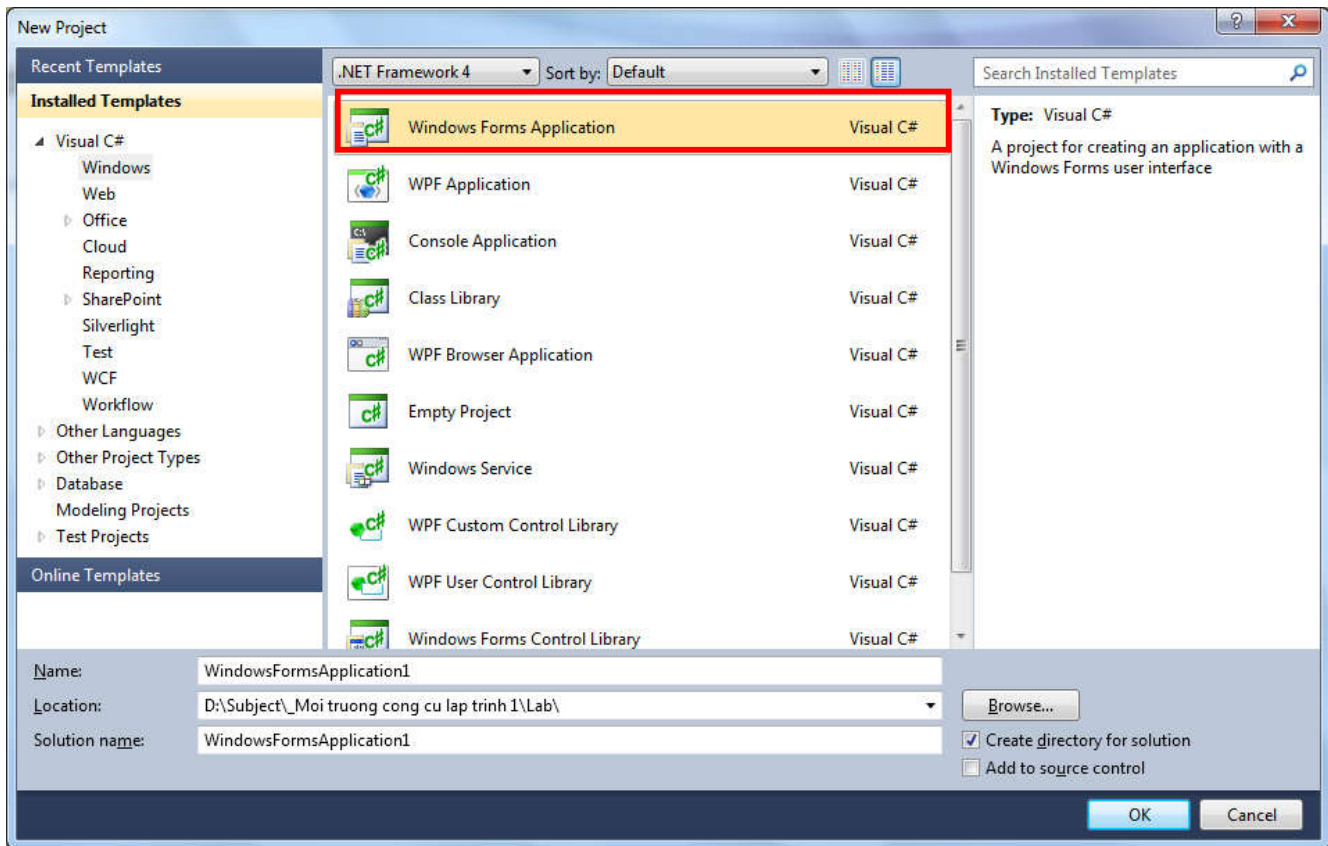 New Project
Recent Templates
Installed Templates
Visual C#
Windows
Web
Office
Cloud
Reporting
SharePoint
Silverlight
Test
WCF
Workflow
Other Languages
Other Project Types
Database
Modeling Projects
Test Projects
Online Templates
.NET Framework 4 Sort by: Default
Windows Forms Application Visual C#
WPF Application Visual C#
Console Application Visual C#
Class Library Visual C#
WPF Browser Application Visual C#
Empty Project Visual C#
Windows Service Visual C#
WPF Custom Control Library Visual C#
WPF User Control Library Visual C#
Windows Forms Control Library Visual C#
Search Installed Templates
Type: Visual C#
A project for creating an application with a
Windows Forms user interface
Name: WindowsFormsApplication1
Location: D:\Subject\_Moi truong cong cu lap trinh 1\Lab\ Browse...
Solution name: WindowsFormsApplication1
Create directory for solution
Add to source control
OK Cancel